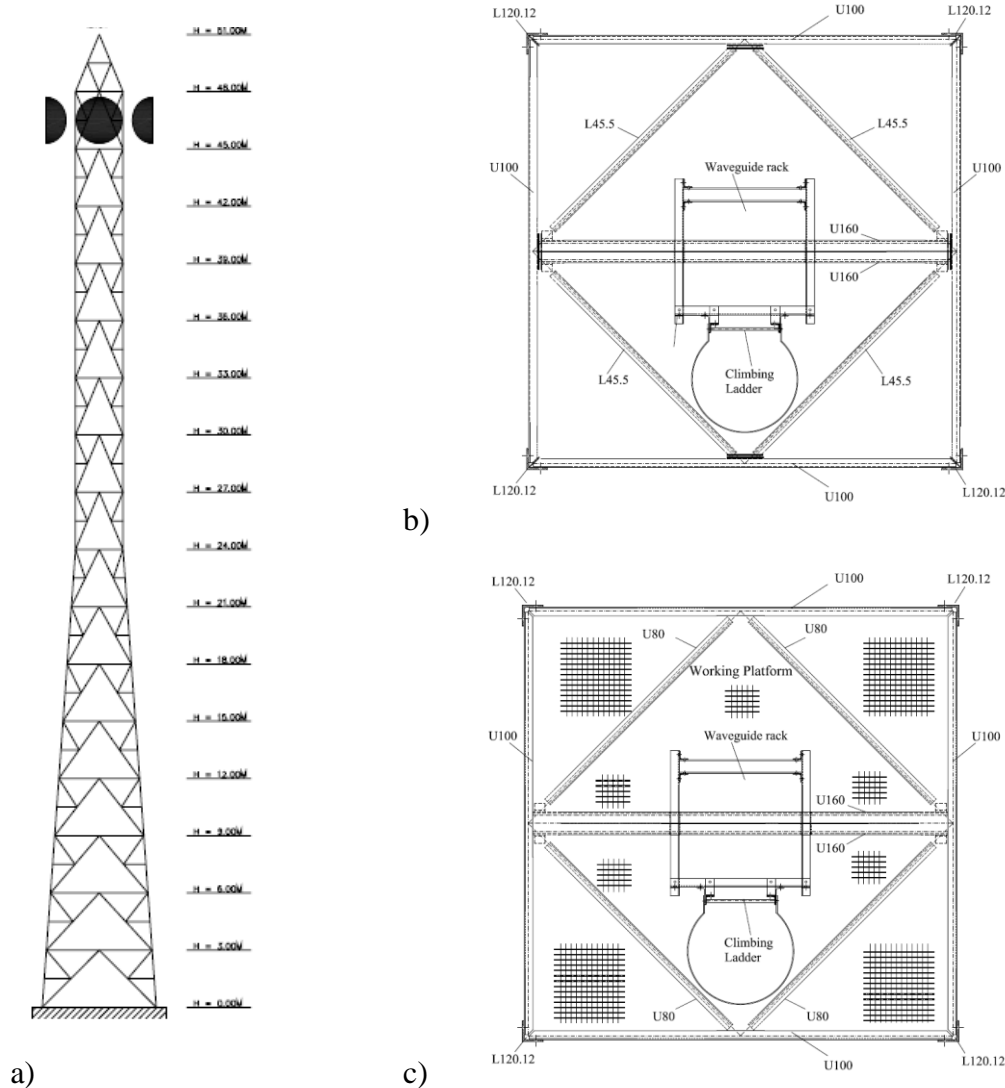 H = 51.00M
H = 48.00M
H = 45.00M
H = 42.00M
H = 39.00M
H = 36.00M
H = 33.00M
H = 30.00M
H = 27.00M
H = 24.00M
H = 21.00M
H = 18.00M
H = 15.00M
H = 12.00M
H = 9.00M
H = 6.00M
H = 3.00M
H = 0.00M
a)
L120.12
U100
L120.12
L45.5
L45.5
Waveguide rack
U100
U100
U160
U160
L45.5
Climbing
Ladder
L45.5
L120.12
U100
L120.12
b)
L120.12
U100
L120.12
U80
U80
Working Platform
Waveguide rack
U100
U100
U160
U160
Climbing
Ladder
U80
U80
L120.12
U100
L120.12
c)